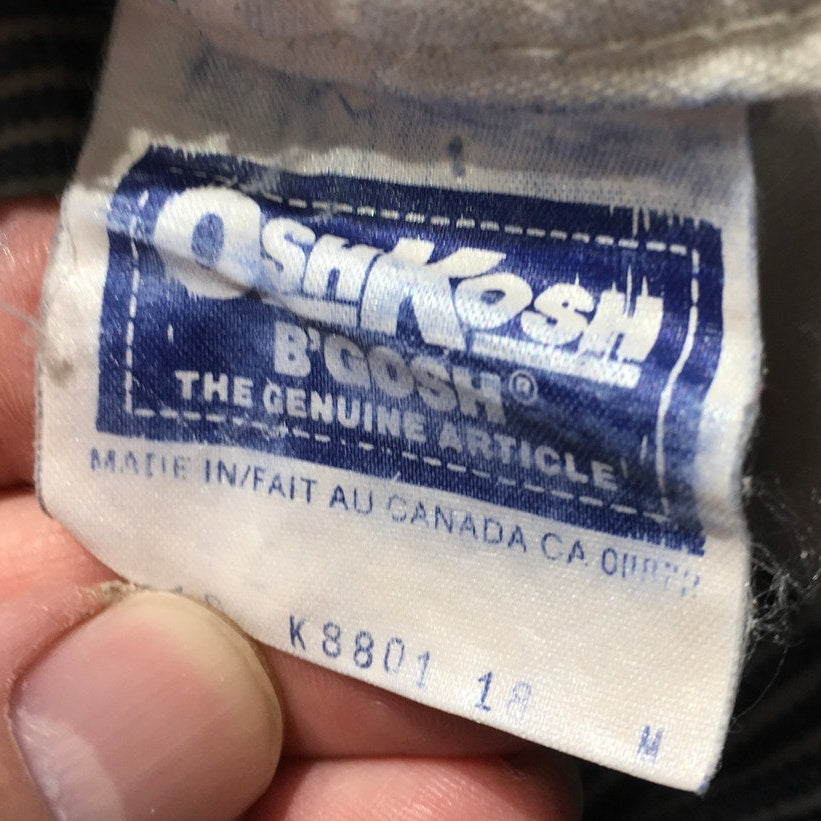 OSHKOSH
B'GOSH®
THE GENUINE ARTICLE
MADE IN/FAIT AU CANADA CA
K8801 18
M